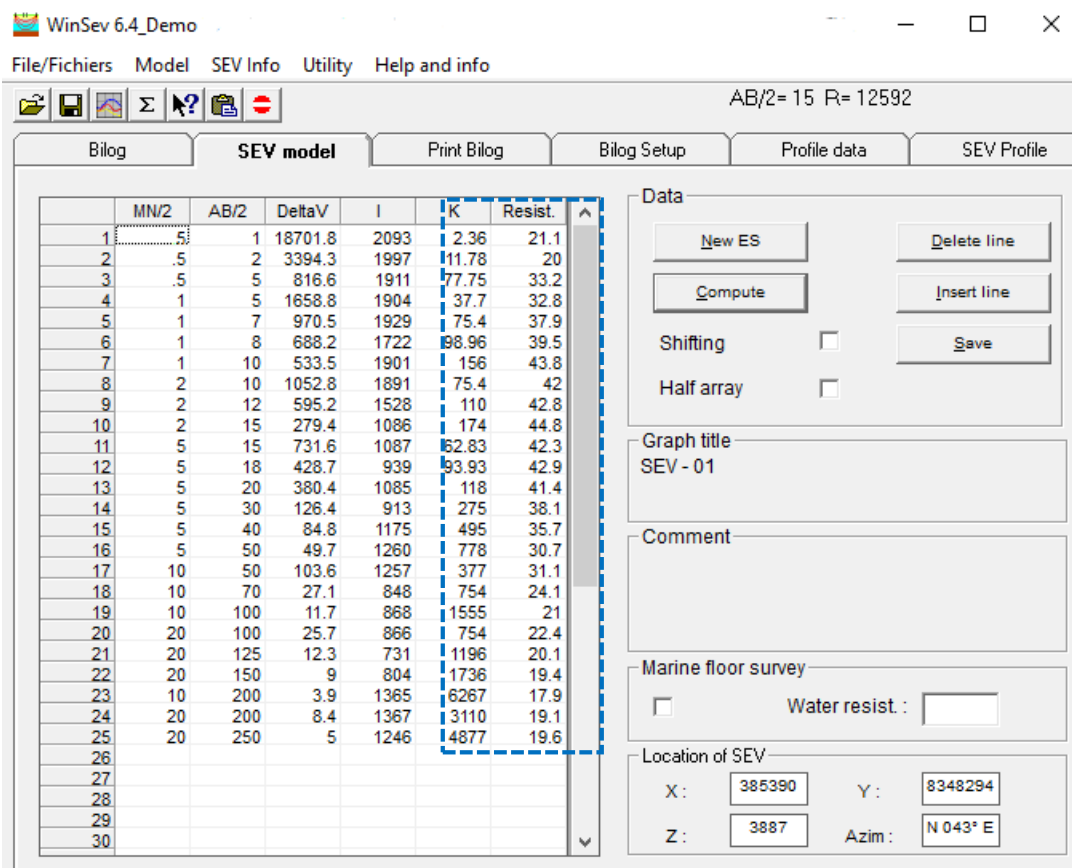 WinSev 6.4_Demo
File/Fichiers Model SEV Info Utility Help and info
Σ ? AB/2= 15 R= 12592
Bilog SEV model Print Bilog Bilog Setup Profile data SEV Profile
MN/2 AB/2 DeltaV I K Resist.
1 .5 1 18701.8 2093 2.36 21.1
2 .5 2 3394.3 1997 11.78 20
3 .5 5 816.6 1911 77.75 33.2
4 1 5 1658.8 1904 37.7 32.8
5 1 7 970.5 1929 75.4 37.9
6 1 8 688.2 1722 98.96 39.5
7 1 10 533.5 1901 156 43.8
8 2 10 1052.8 1891 75.4 42
9 2 12 595.2 1528 110 42.8
10 2 15 279.4 1086 174 44.8
11 5 15 731.6 1087 62.83 42.3
12 5 18 428.7 939 93.93 42.9
13 5 20 380.4 1085 118 41.4
14 5 30 126.4 913 275 38.1
15 5 40 84.8 1175 495 35.7
16 5 50 49.7 1260 778 30.7
17 10 50 103.6 1257 377 31.1
18 10 70 27.1 848 754 24.1
19 10 100 11.7 868 1555 21
20 20 100 25.7 866 754 22.4
21 20 125 12.3 731 1196 20.1
22 20 150 9 804 1736 19.4
23 10 200 3.9 1365 6267 17.9
24 20 200 8.4 1367 3110 19.1
25 20 250 5 1246 4877 19.6
26
27
28
29
30
Data
New ES Delete line
Compute Insert line
Shifting Save
Half array
Graph title
SEV - 01
Comment
Marine floor survey
Water resist. :
Location of SEV
X : 385390 Y : 8348294
Z : 3887 Azim : N 043° E